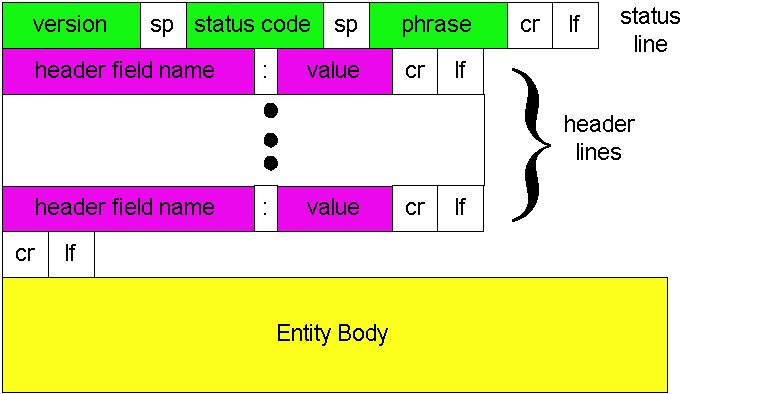 version sp status code sp phrase cr lf
status
line
header field name : value cr lf
header
lines
header field name : value cr lf
cr lf
Entity Body